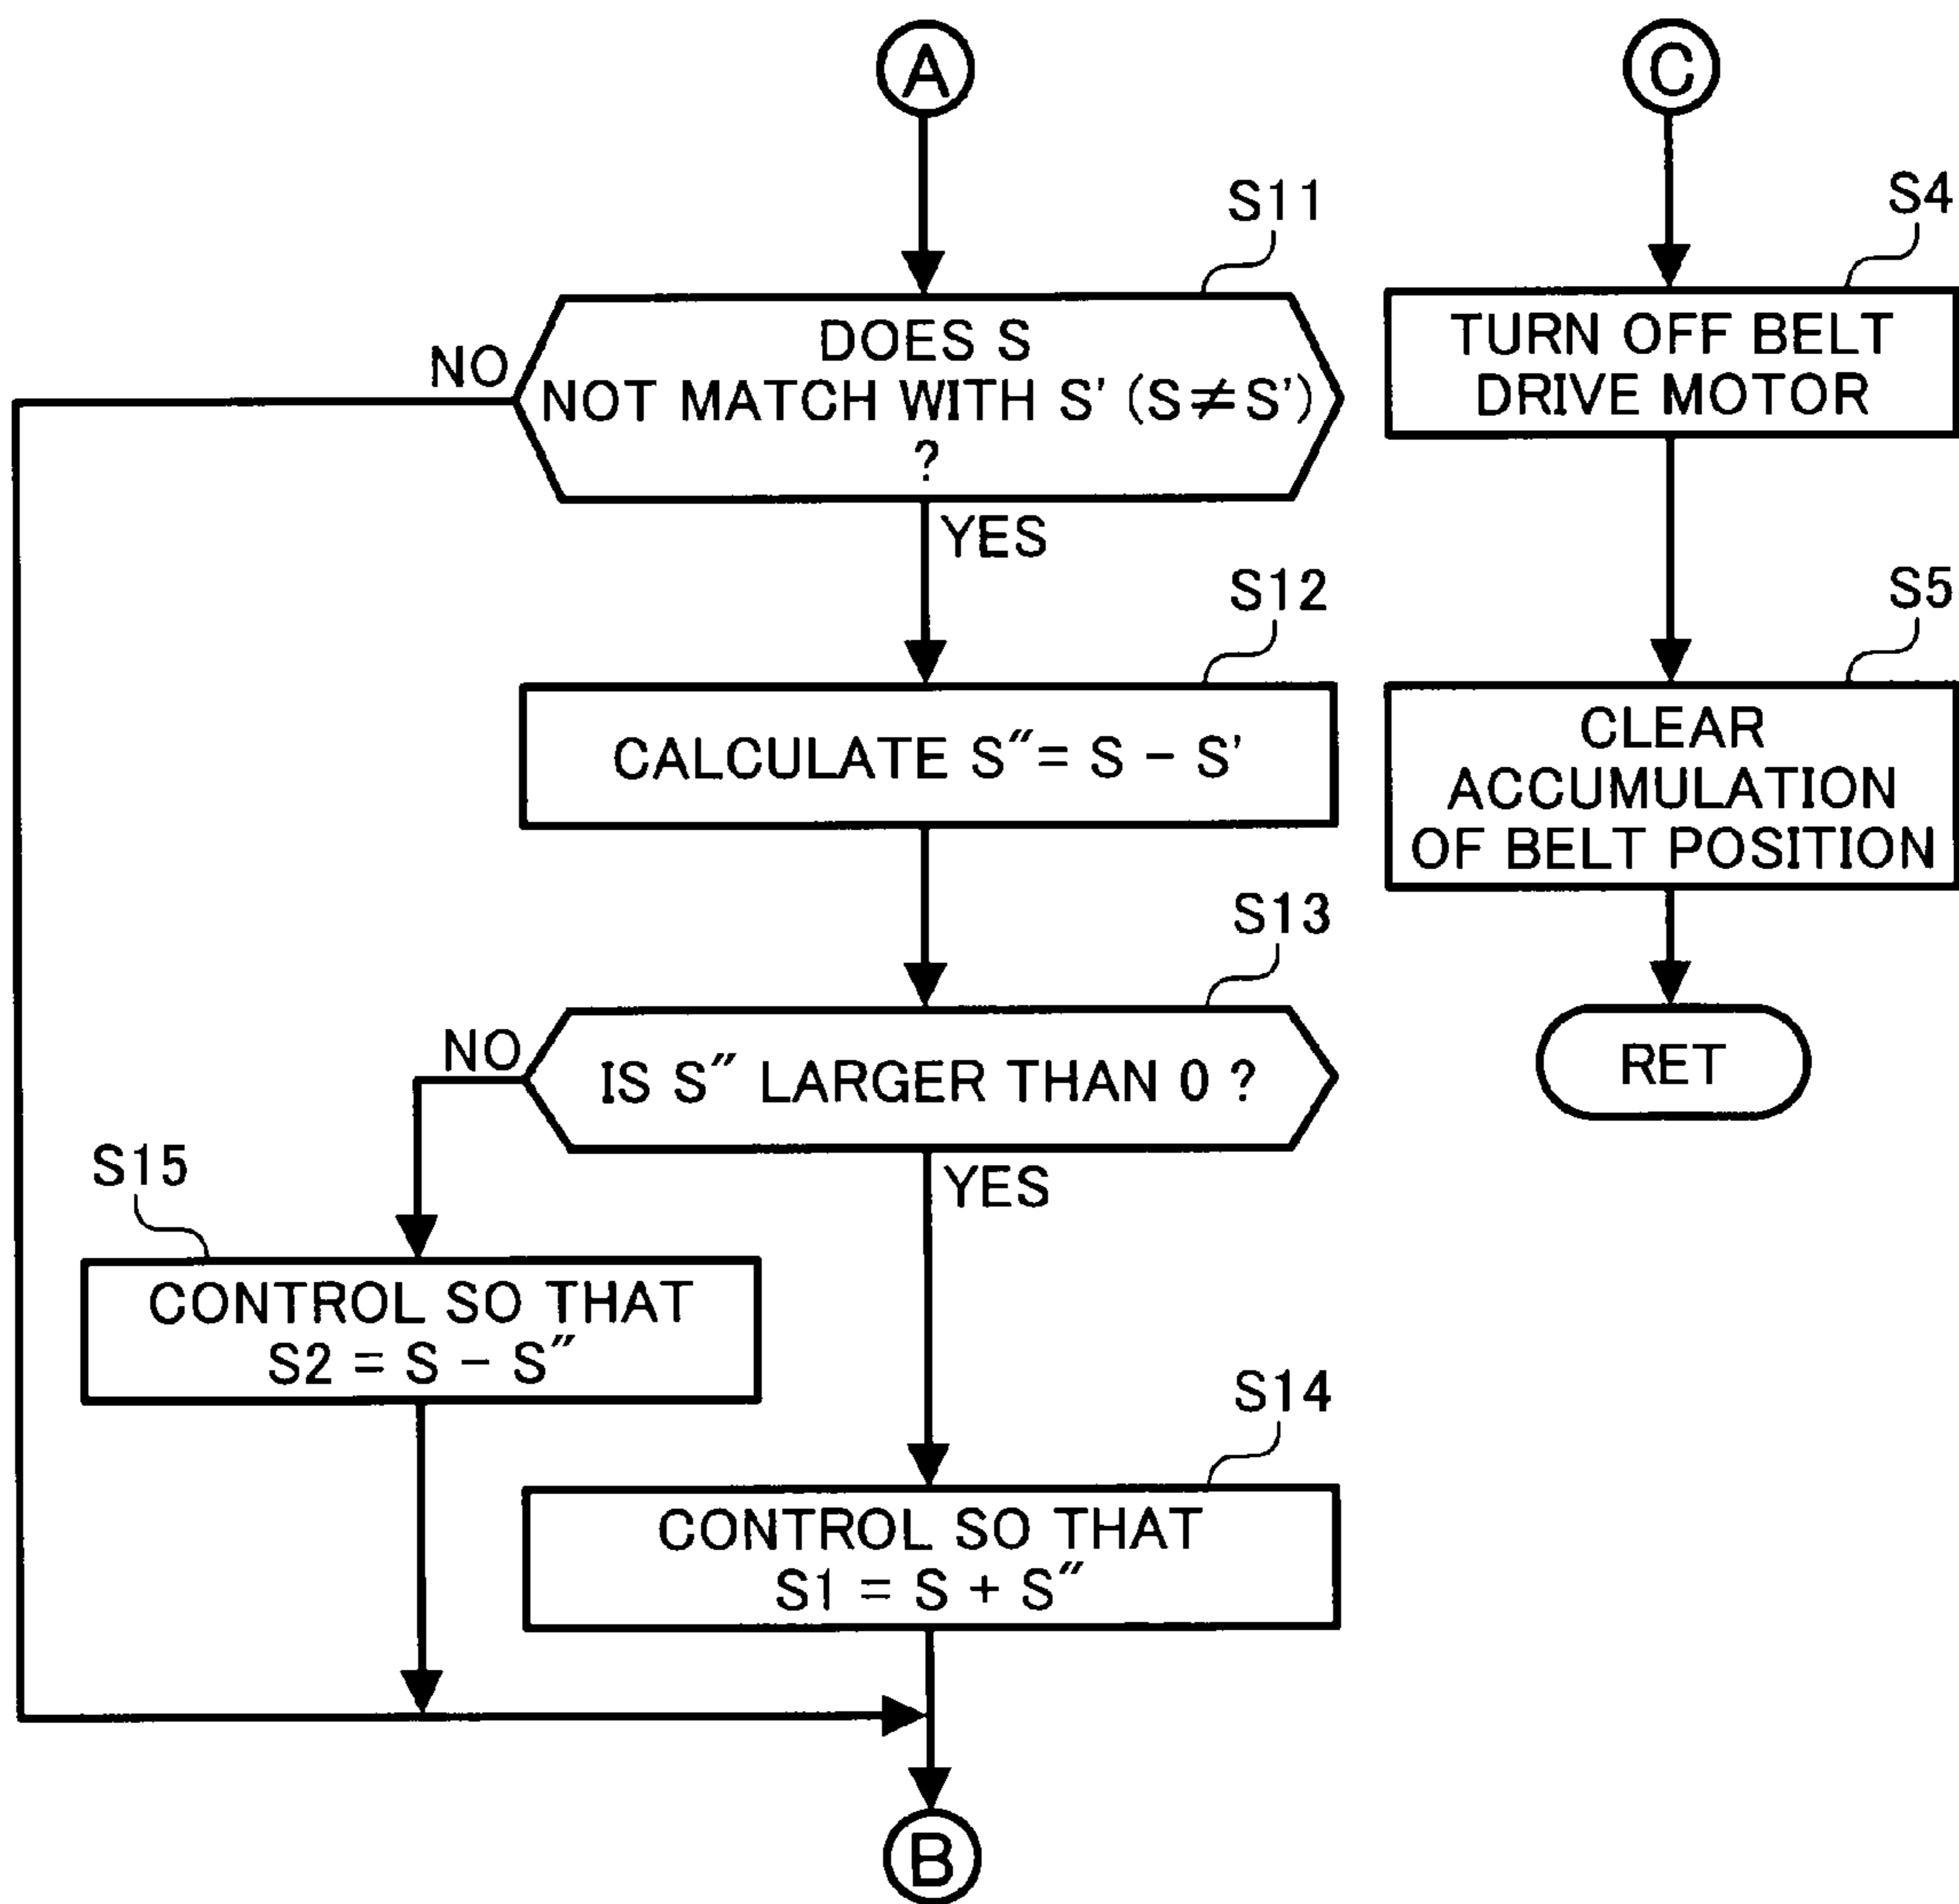 A
S11
DOES S
NOT MATCH WITH S' (S≠S')
?
NO
YES
S12
CALCULATE S″= S - S'
S13
IS S″ LARGER THAN 0 ?
NO
YES
S15
CONTROL SO THAT
S2 = S - S″
S14
CONTROL SO THAT
S1 = S + S″
B
C
S4
TURN OFF BELT
DRIVE MOTOR
S5
CLEAR
ACCUMULATION
OF BELT POSITION
RET